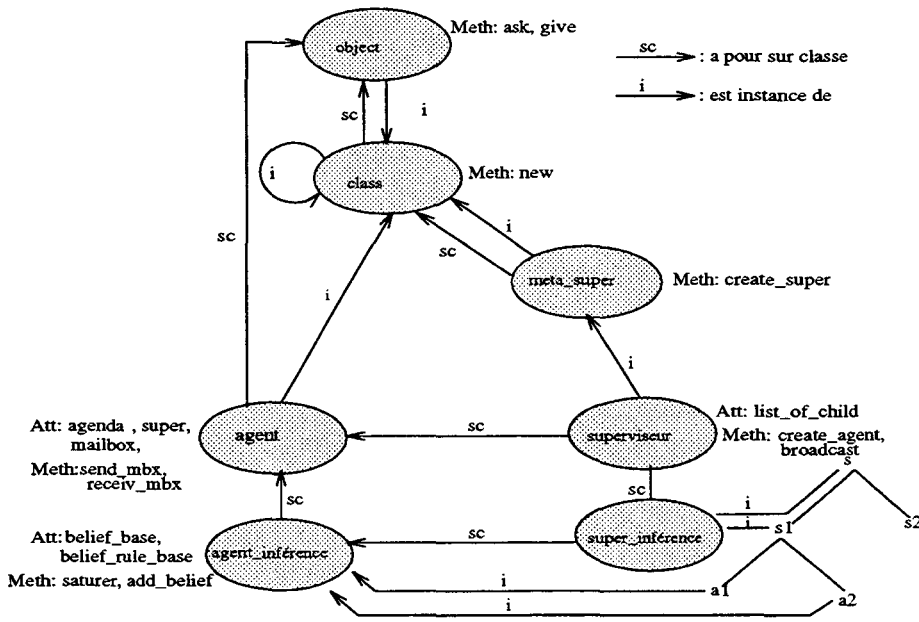 Meth: ask, give
object
sc
: a pour sur classe
i
: est instance de
sc
i
i
class
Meth: new
sc
i
sc
i
meta_super
Meth: create_super
i
Att: agenda , super,
mailbox,
Meth:send_mbx,
receiv_mbx
agent
sc
superviseur
Att: list_of_child
Meth: create_agent,
broadcast
s
sc
sc
i
i
s1
s2
Att: belief_base,
belief_rule_base
Meth: saturer, add_belief
agent_inférence
sc
super_inférence
i
a1
i
a2